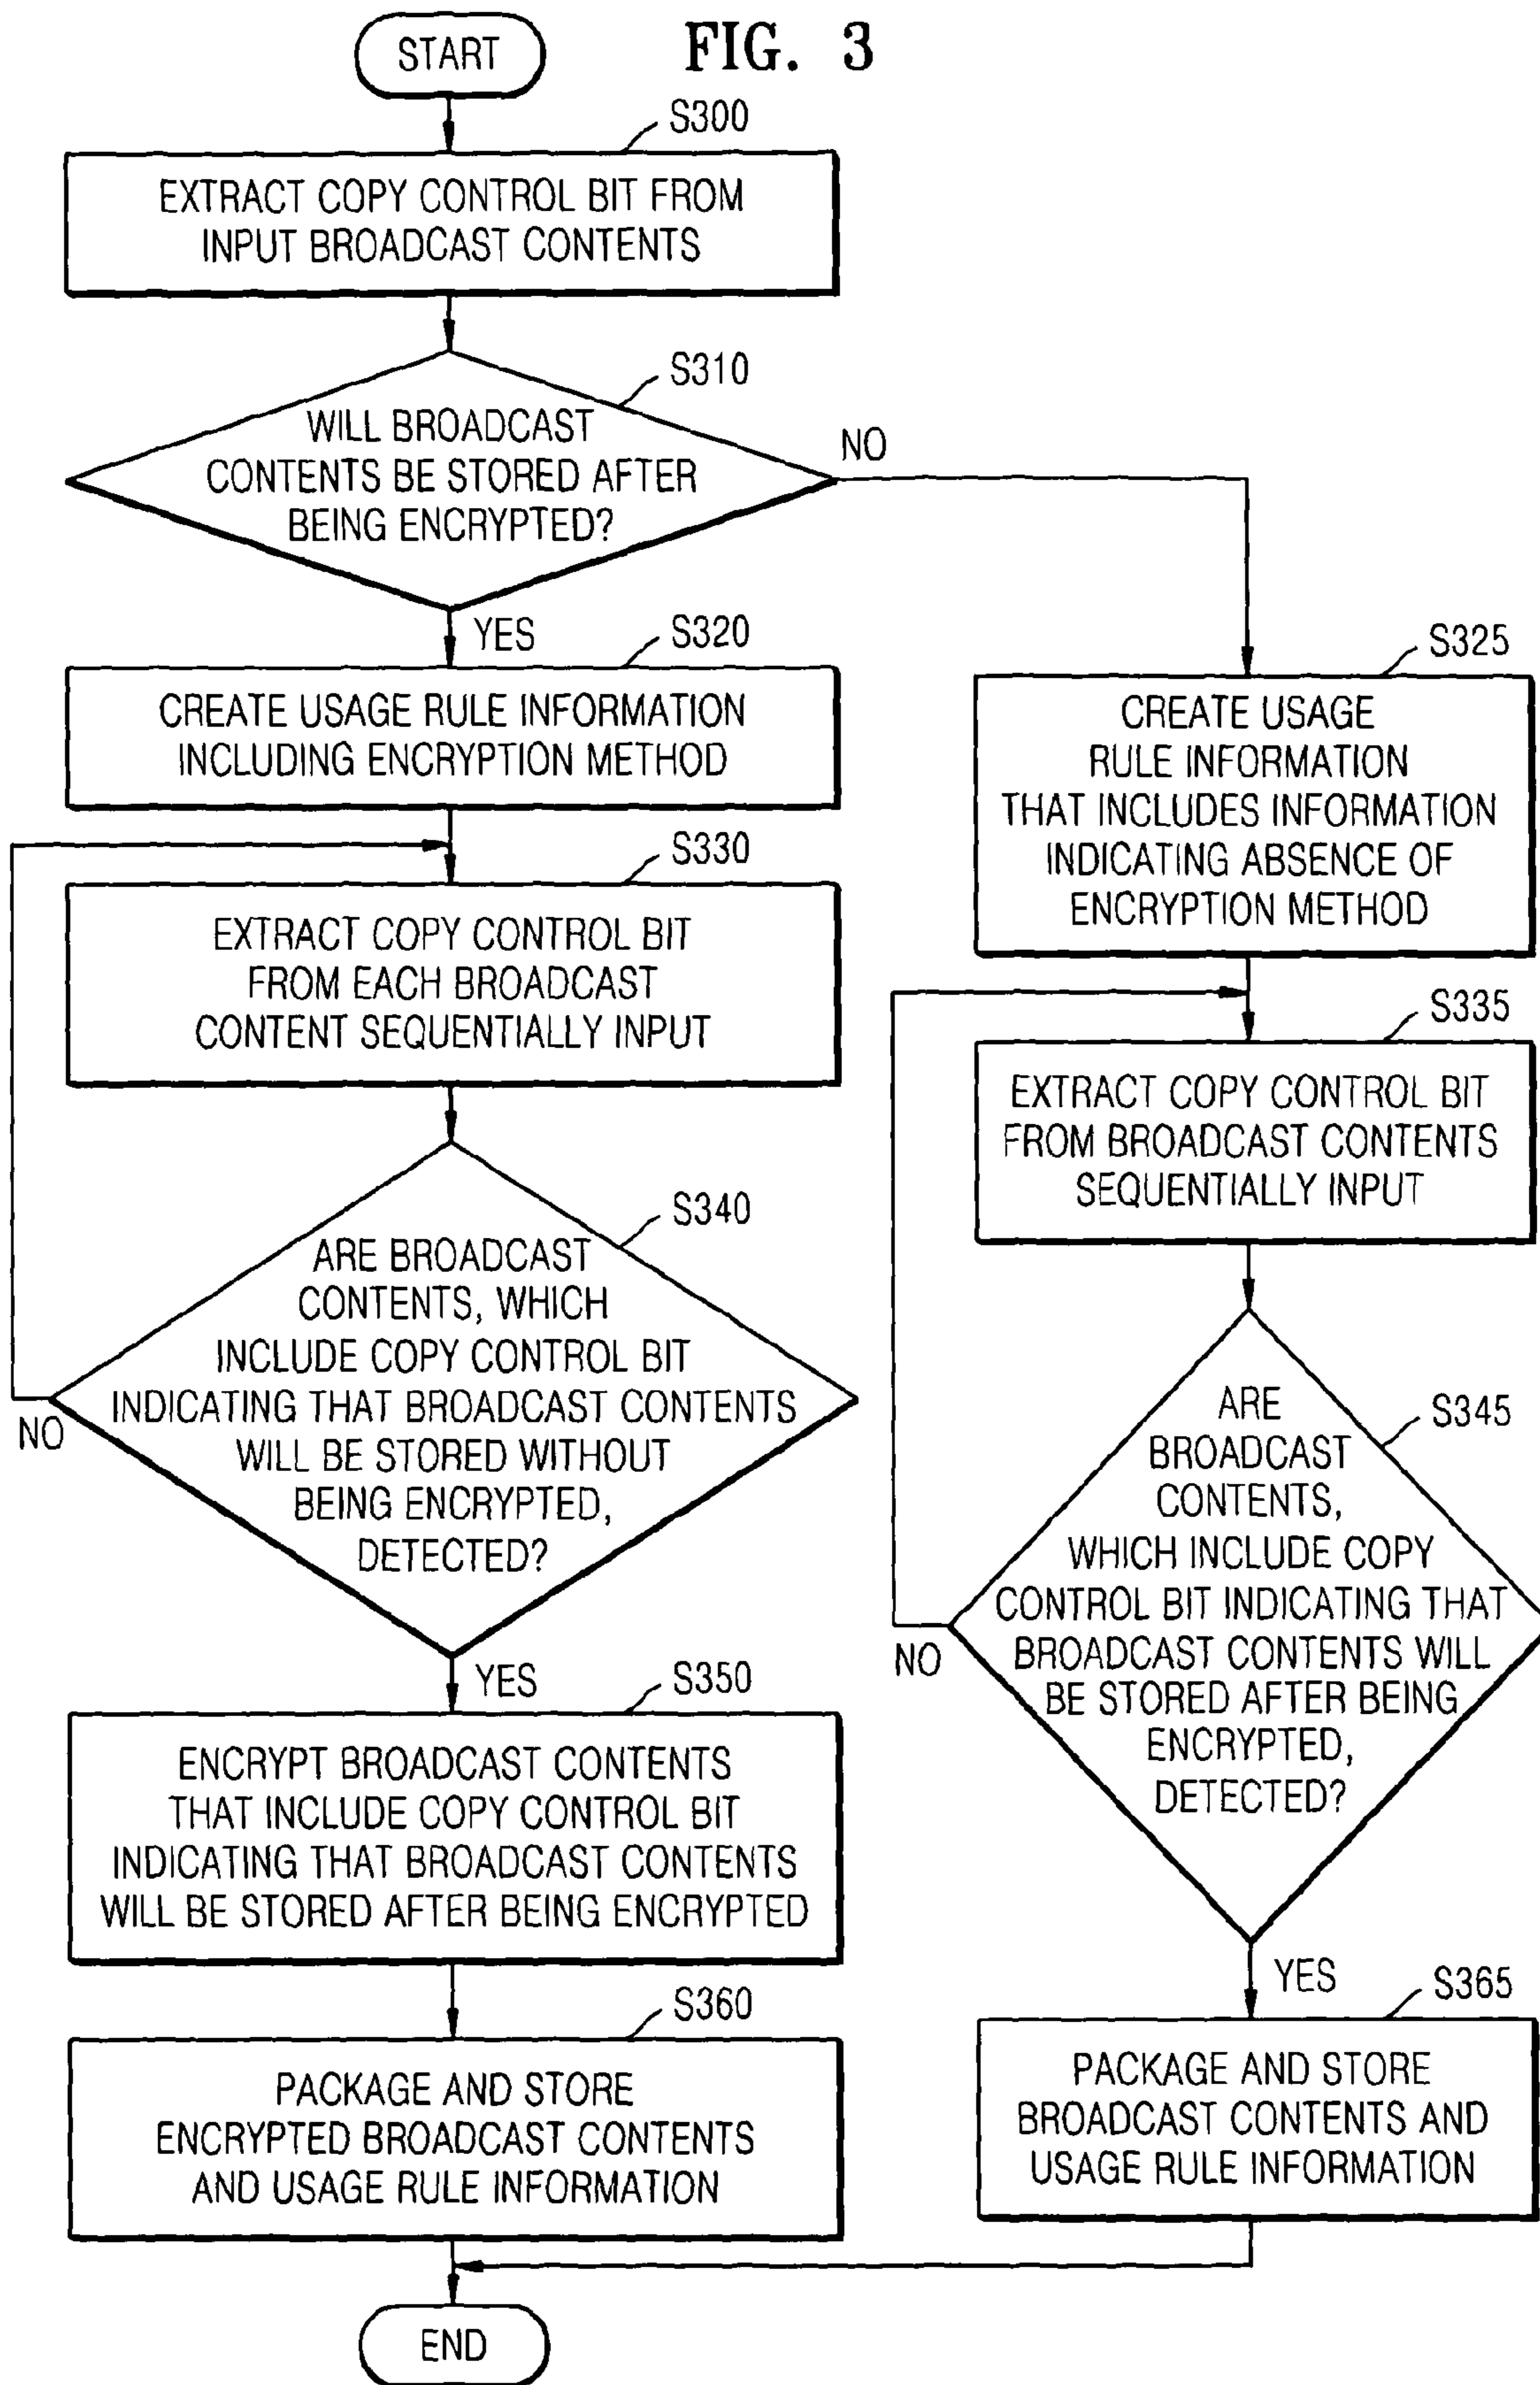 FIG. 3
START
S300
EXTRACT COPY CONTROL BIT FROM
INPUT BROADCAST CONTENTS
S310
WILL BROADCAST
CONTENTS BE STORED AFTER
BEING ENCRYPTED?
NO
YES
S320
CREATE USAGE RULE INFORMATION
INCLUDING ENCRYPTION METHOD
S330
EXTRACT COPY CONTROL BIT
FROM EACH BROADCAST
CONTENT SEQUENTIALLY INPUT
S340
ARE BROADCAST
CONTENTS, WHICH
INCLUDE COPY CONTROL BIT
INDICATING THAT BROADCAST CONTENTS
WILL BE STORED WITHOUT
BEING ENCRYPTED,
DETECTED?
NO
YES
S350
ENCRYPT BROADCAST CONTENTS
THAT INCLUDE COPY CONTROL BIT
INDICATING THAT BROADCAST CONTENTS
WILL BE STORED AFTER BEING ENCRYPTED
S360
PACKAGE AND STORE
ENCRYPTED BROADCAST CONTENTS
AND USAGE RULE INFORMATION
S325
CREATE USAGE
RULE INFORMATION
THAT INCLUDES INFORMATION
INDICATING ABSENCE OF
ENCRYPTION METHOD
S335
EXTRACT COPY CONTROL BIT
FROM BROADCAST CONTENTS
SEQUENTIALLY INPUT
S345
ARE
BROADCAST
CONTENTS,
WHICH INCLUDE COPY
CONTROL BIT INDICATING THAT
BROADCAST CONTENTS WILL
BE STORED AFTER BEING
ENCRYPTED,
DETECTED?
NO
YES
S365
PACKAGE AND STORE
BROADCAST CONTENTS AND
USAGE RULE INFORMATION
END